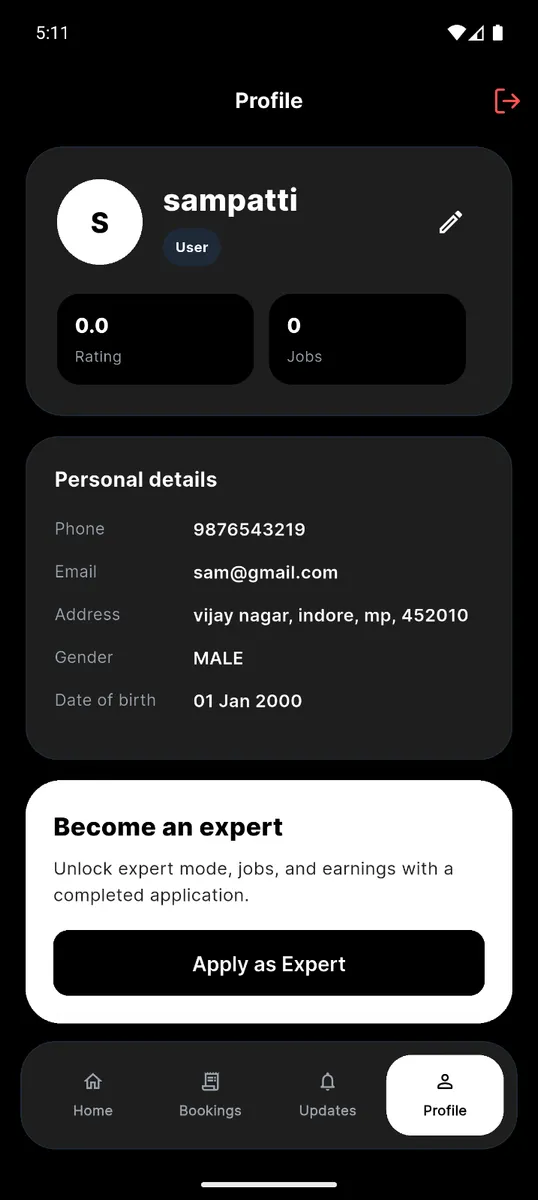 5:11
Profile
S
sampatti
User
0.0
Rating
0
Jobs
Personal details
Phone 9876543219
Email sam@gmail.com
Address vijay nagar, indore, mp, 452010
Gender MALE
Date of birth 01 Jan 2000
Become an expert
Unlock expert mode, jobs, and earnings with a
completed application.
Apply as Expert
Home Bookings Updates Profile